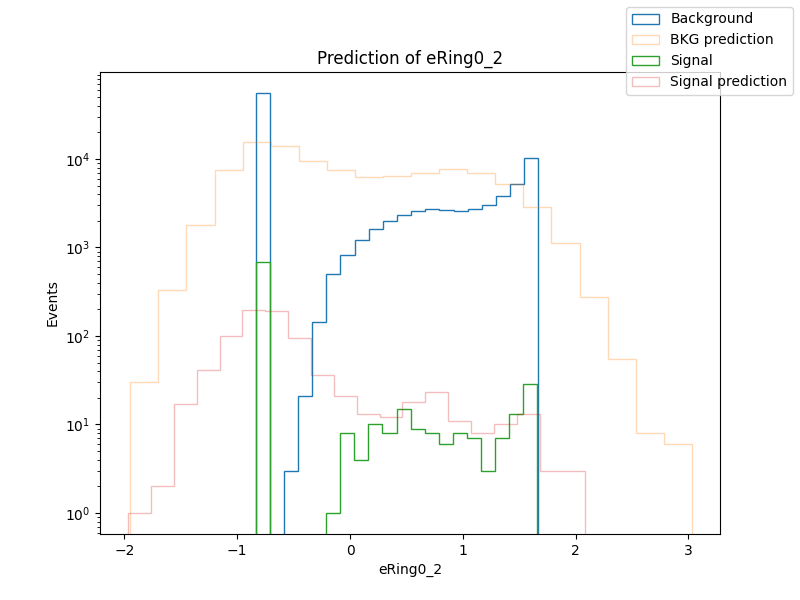 Prediction of eRing0_2
Background
BKG prediction
Signal
Signal prediction
Events
10⁴
10³
10²
10¹
10⁰
−2
−1
0
1
2
3
eRing0_2